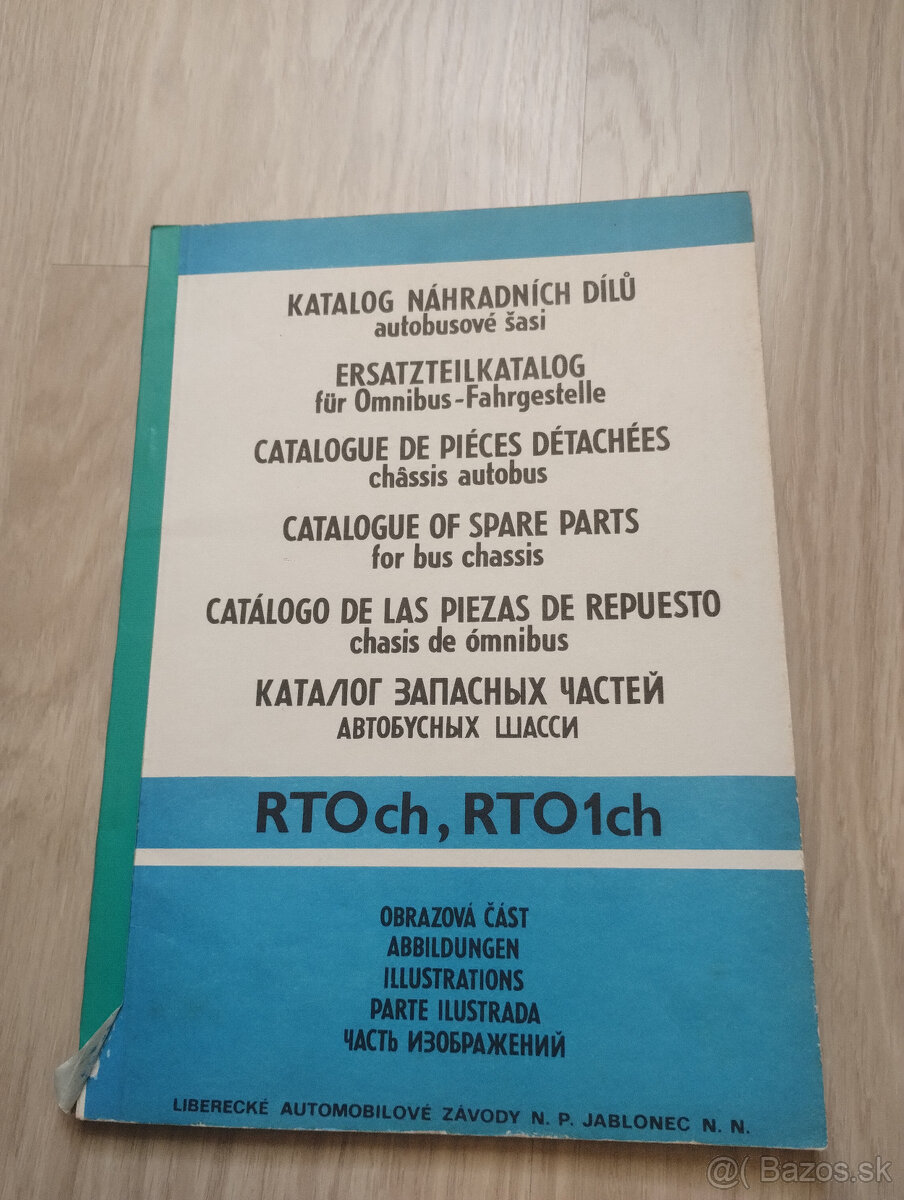 KATALOG NÁHRADNÍCH DÍLŮ
autobusové šasi
ERSATZTEILKATALOG
für Omnibus-Fahrgestelle
CATALOGUE DE PIÉCES DÉTACHÉES
châssis autobus
CATALOGUE OF SPARE PARTS
for bus chassis
CATÁLOGO DE LAS PIEZAS DE REPUESTO
chasis de ómnibus
КАТАЛОГ ЗАПАСНЫХ ЧАСТЕЙ
АВТОБУСНЫХ ШАССИ
RTOch, RTO1ch
OBRAZOVÁ ČÁST
ABBILDUNGEN
ILLUSTRATIONS
PARTE ILUSTRADA
ЧАСТЬ ИЗОБРАЖЕНИЙ
LIBERECKÉ AUTOMOBILOVÉ ZÁVODY N. P. JABLONEC N. N.
@( Bazos.sk